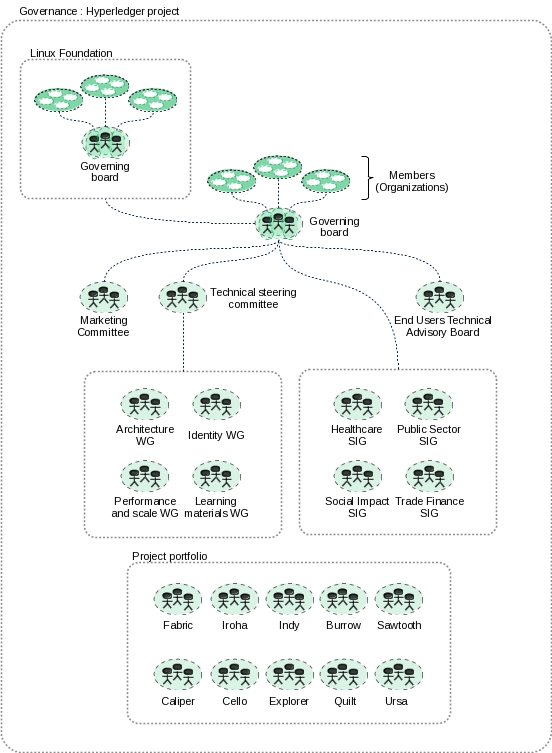 Governance : Hyperledger project
Linux Foundation
Governing
board
Members
(Organizations)
Governing
board
Marketing
Committee
Technical steering
committee
End Users Technical
Advisory Board
Architecture
WG
Identity WG
Performance
and scale WG
Learning
materials WG
Healthcare
SIG
Public Sector
SIG
Social Impact
SIG
Trade Finance
SIG
Project portfolio
Fabric
Iroha
Indy
Burrow
Sawtooth
Caliper
Cello
Explorer
Quilt
Ursa